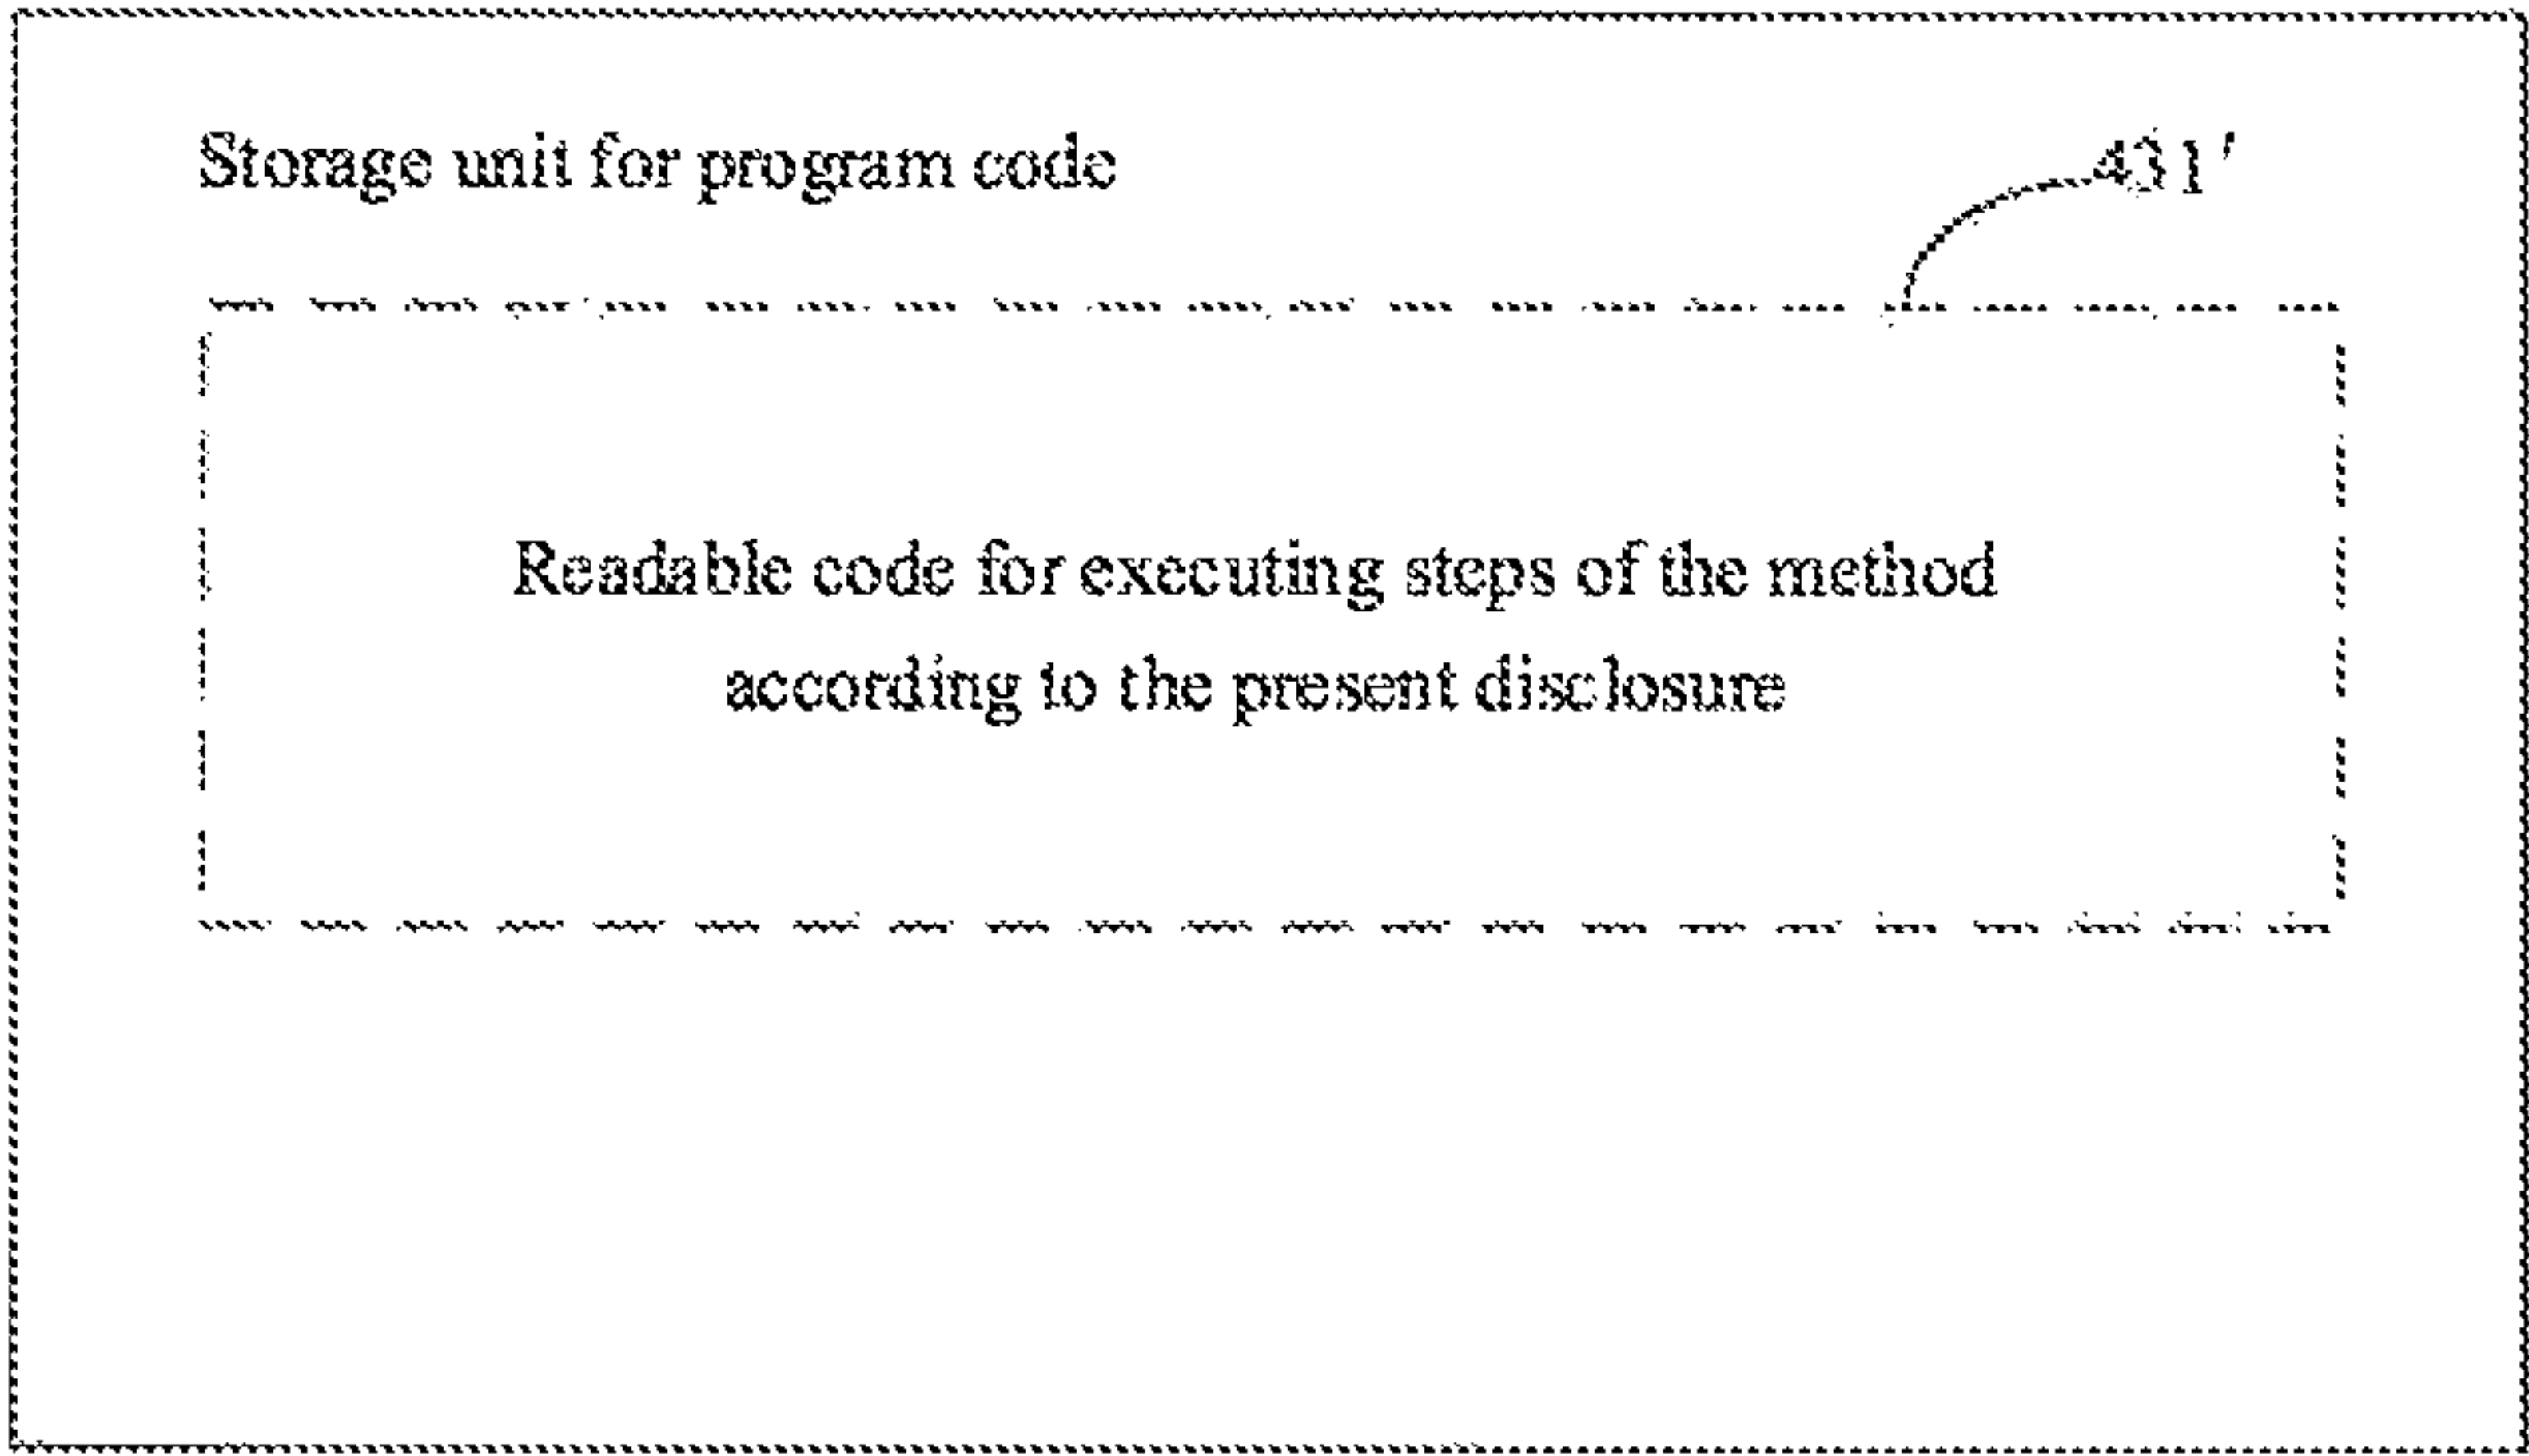 Storage unit for program code
431'
Readable code for executing steps of the method
according to the present disclosure